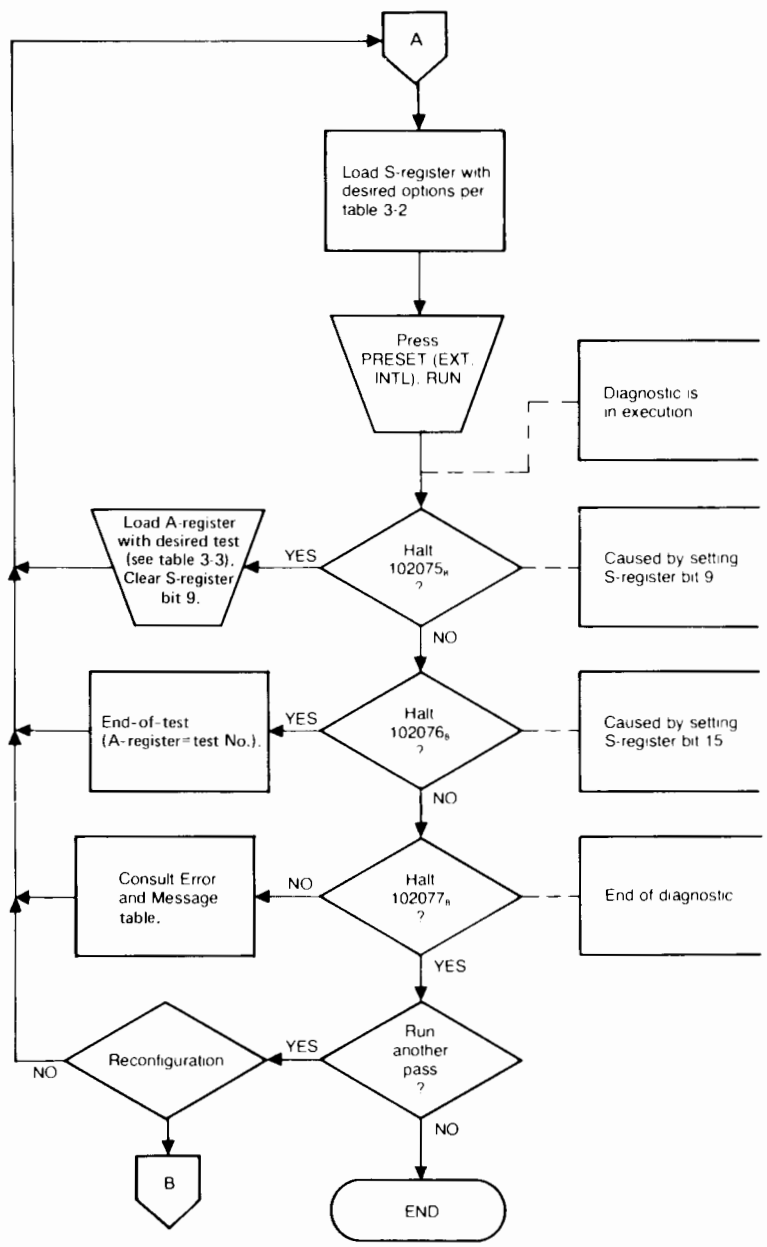 A
Load S-register with
desired options per
table 3-2
Press
PRESET (EXT.
INTL). RUN
Diagnostic is
in execution
Load A-register
with desired test
(see table 3-3).
Clear S-register
bit 9.
YES
Halt
102075₈
?
Caused by setting
S-register bit 9
NO
End-of-test
(A-register=test No.).
YES
Halt
102076₈
?
Caused by setting
S-register bit 15
NO
Consult Error
and Message
table.
NO
Halt
102077₈
?
End of diagnostic
YES
Reconfiguration
YES
Run
another
pass
?
NO
NO
B
END